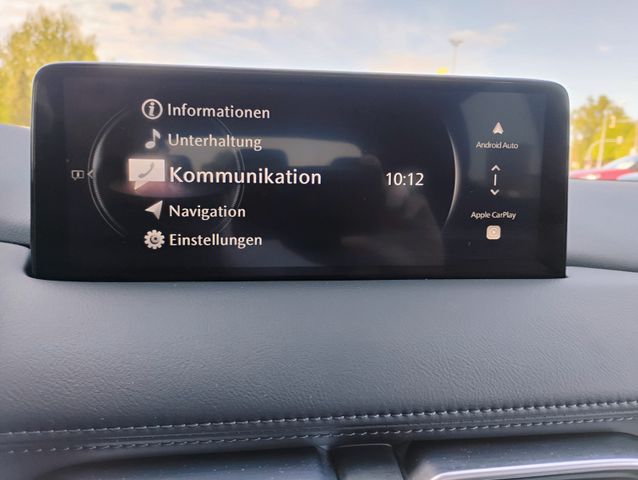 Informationen
Unterhaltung
Kommunikation
10:12
Navigation
Einstellungen
Android Auto
Apple CarPlay